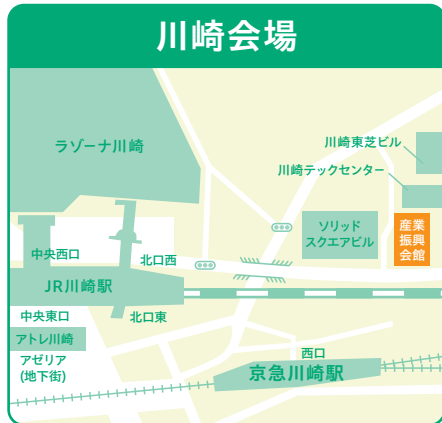 川崎会場
ラゾーナ川崎
川崎東芝ビル
川崎テックセンター
ソリッド
スクエアビル
産業
振興
会館
中央西口
北口西
JR川崎駅
中央東口
北口東
アトレ川崎
アゼリア
(地下街)
西口
京急川崎駅